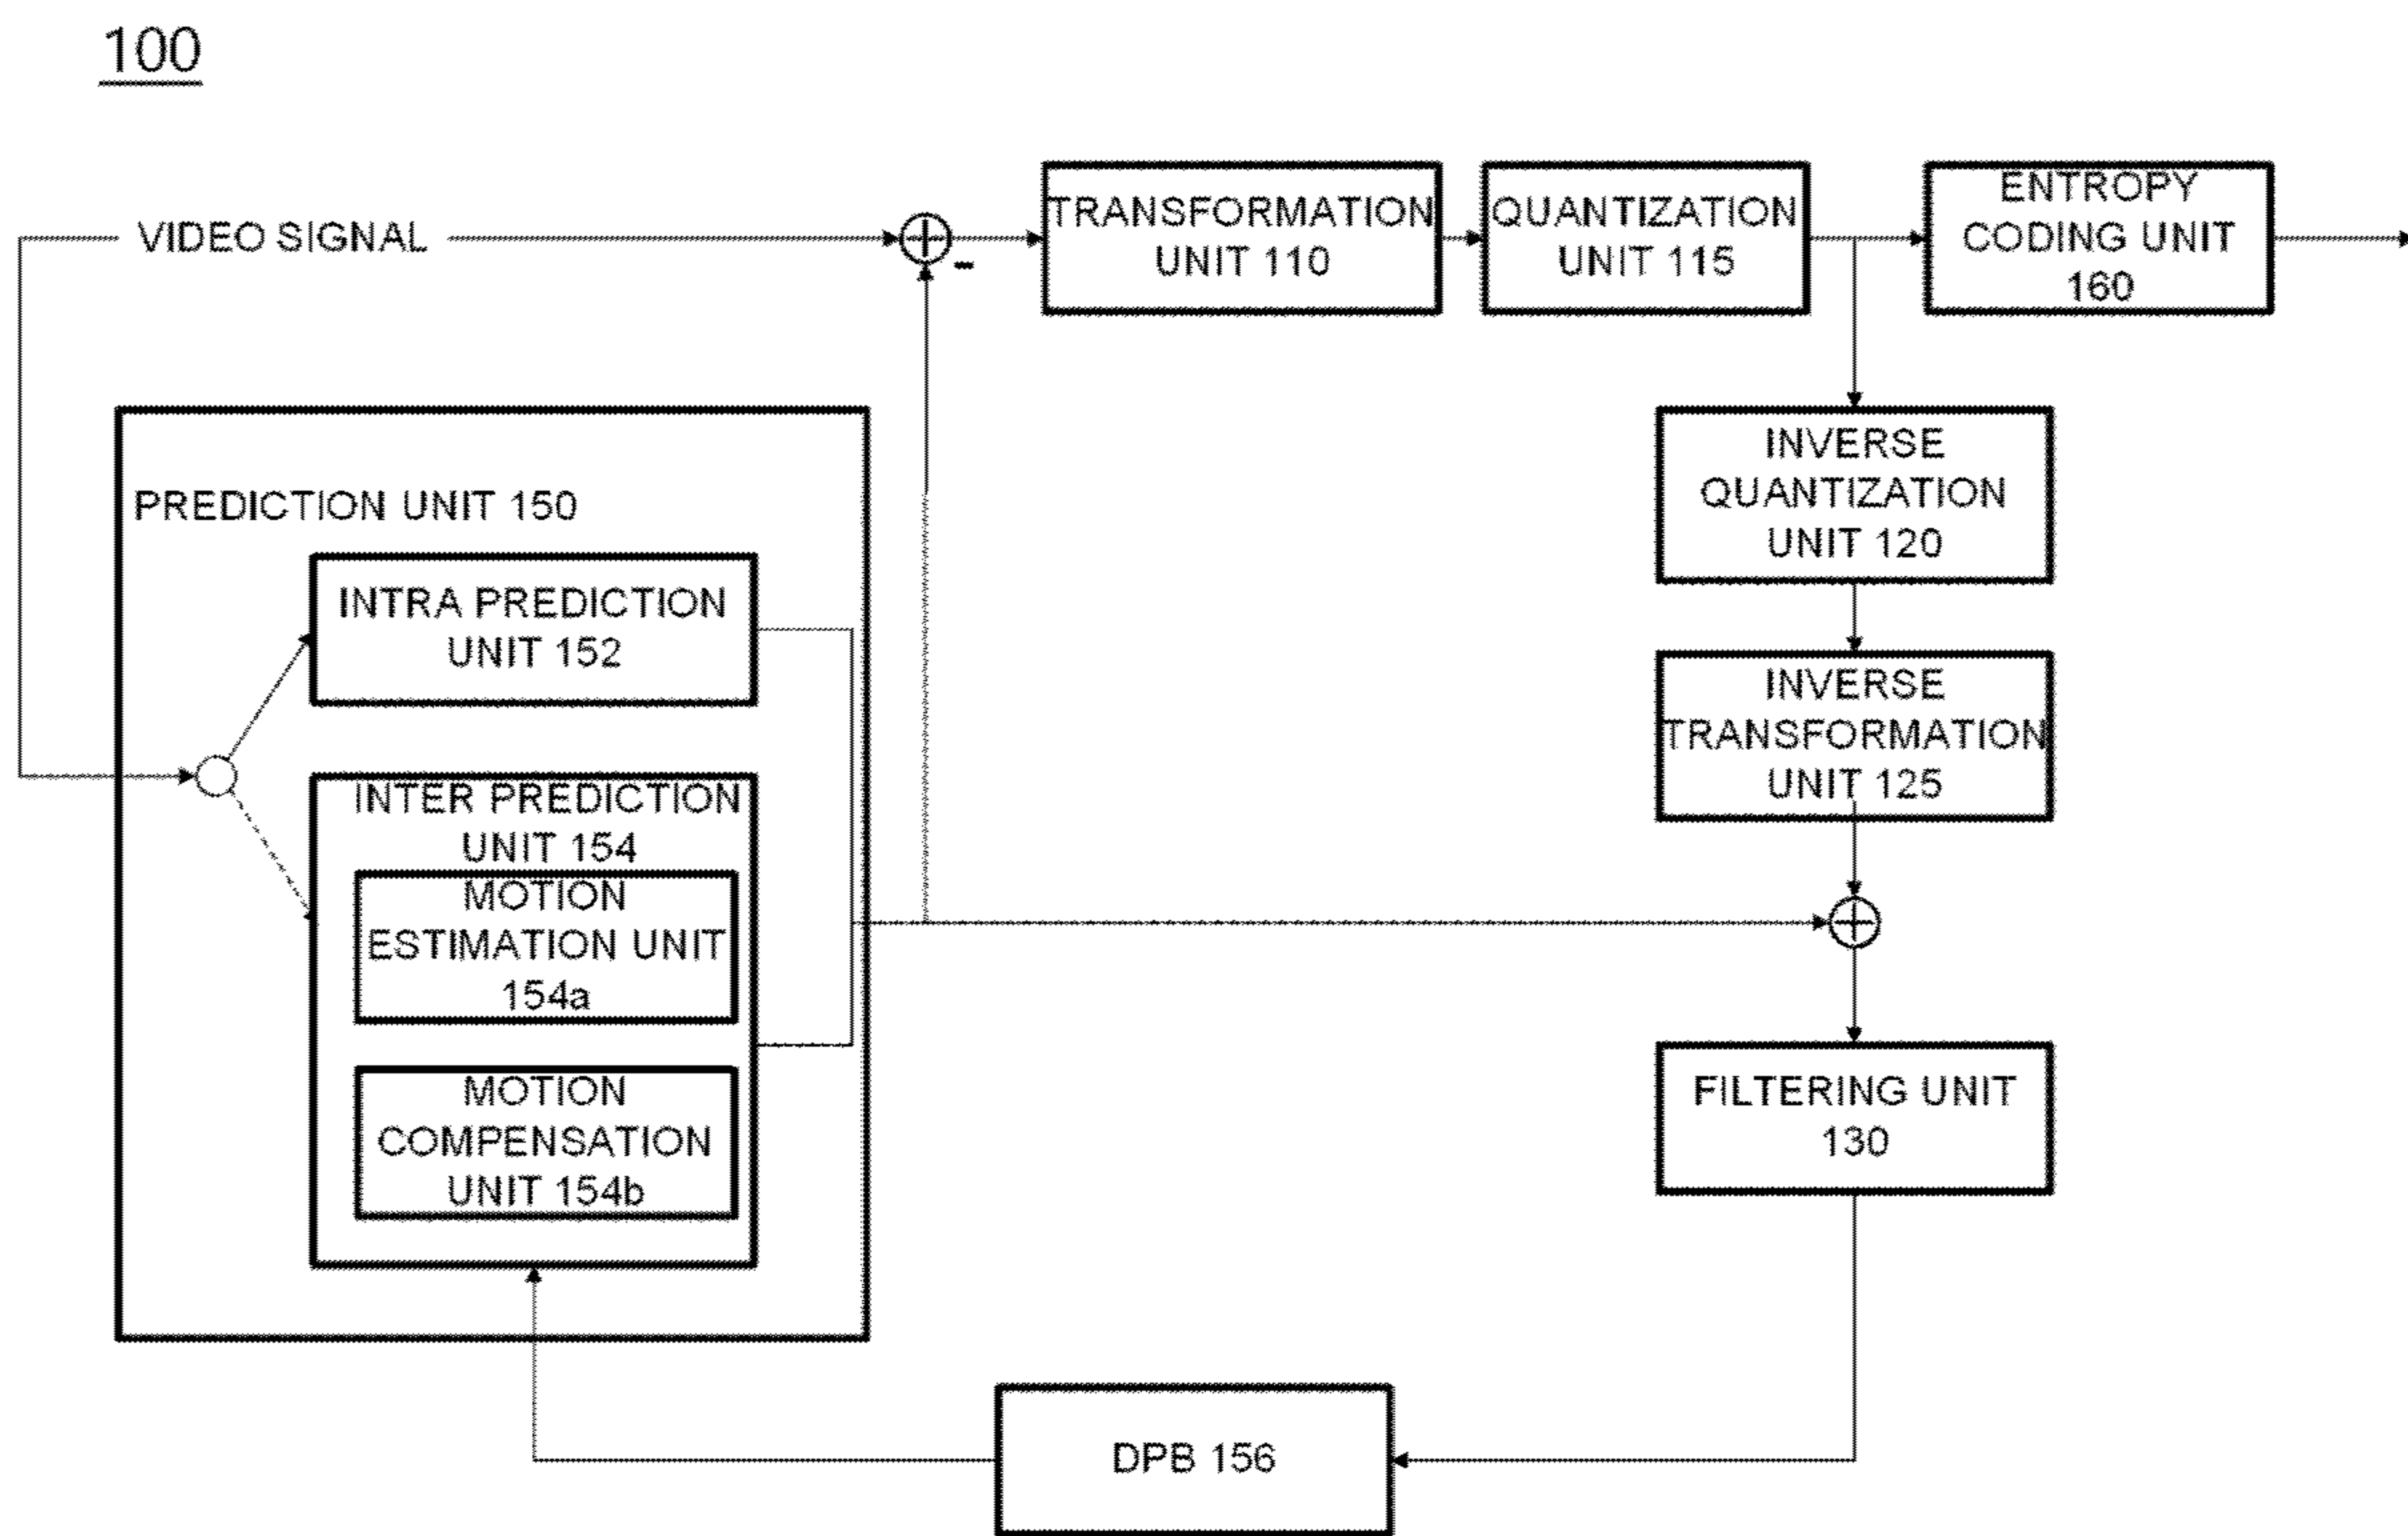 100
VIDEO SIGNAL
-
TRANSFORMATION
UNIT 110
QUANTIZATION
UNIT 115
ENTROPY
CODING UNIT
160
INVERSE
QUANTIZATION
UNIT 120
INVERSE
TRANSFORMATION
UNIT 125
PREDICTION UNIT 150
INTRA PREDICTION
UNIT 152
INTER PREDICTION
UNIT 154
MOTION
ESTIMATION UNIT
154a
MOTION
COMPENSATION
UNIT 154b
FILTERING UNIT
130
DPB 156